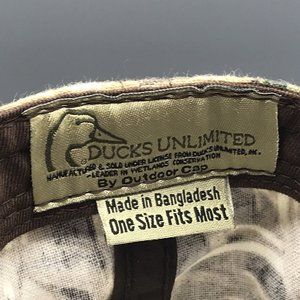 DUCKS UNLIMITED
MANUFACTURED & SOLD UNDER LICENSE FROM DUCKS UNLIMITED, INC.
LEADER IN WETLANDS CONSERVATION
By Outdoor Cap
Made in Bangladesh
One Size Fits Most